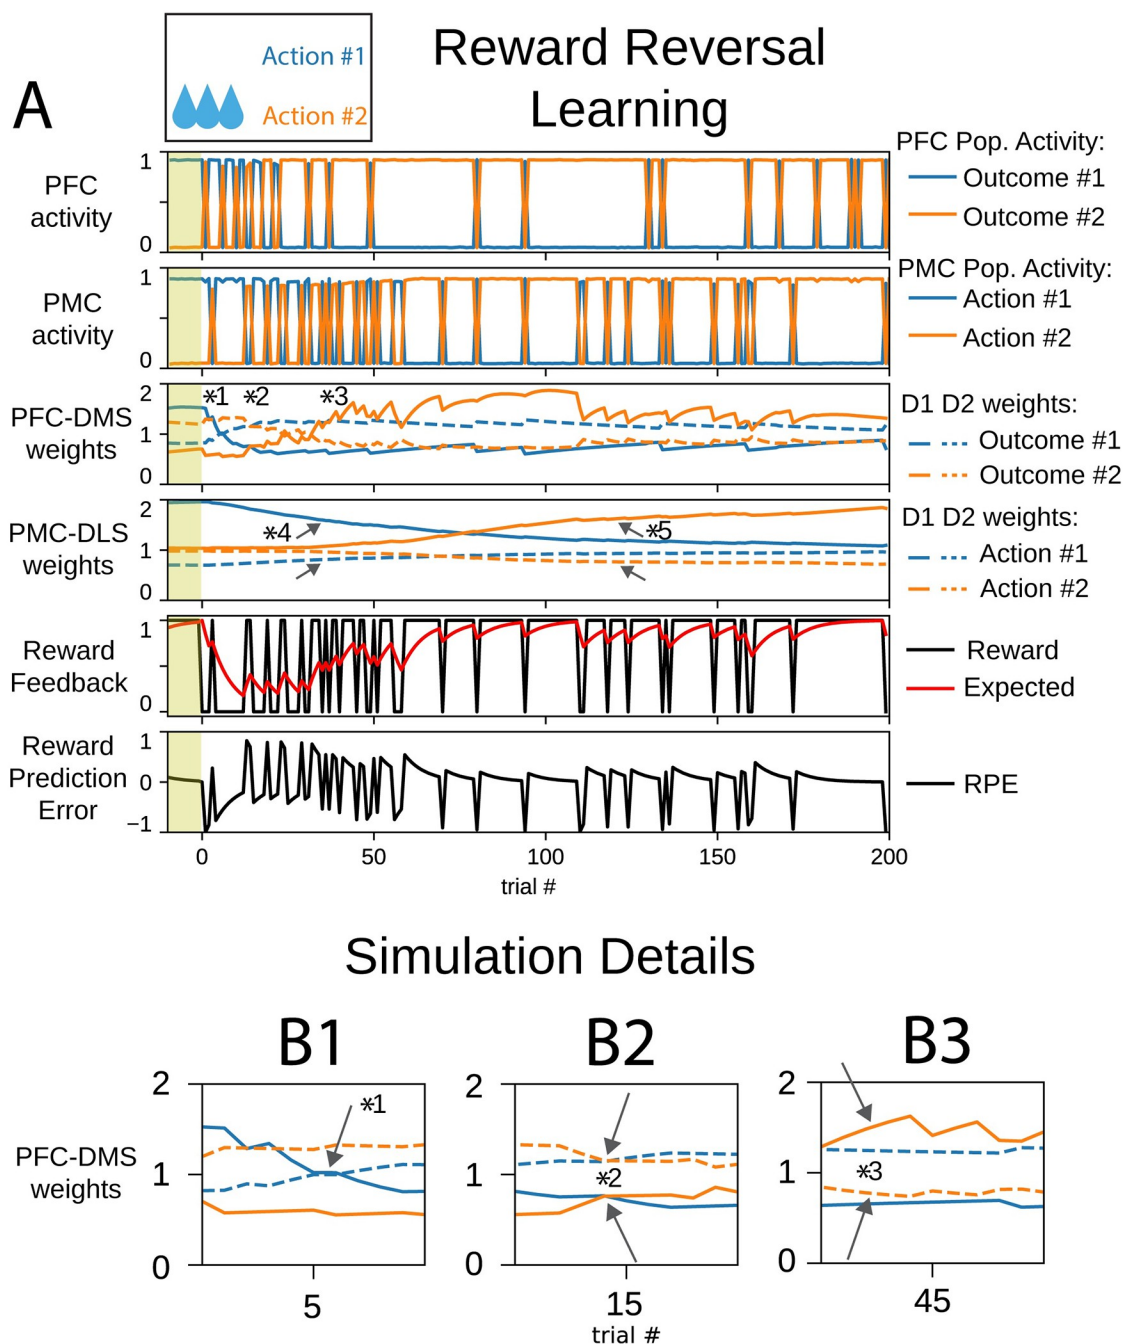 Reward Reversal
Learning
A
Action #1
Action #2
PFC
activity
1
0
PFC Pop. Activity:
Outcome #1
Outcome #2
PMC
activity
1
0
PMC Pop. Activity:
Action #1
Action #2
PFC-DMS
weights
2
1
0
*1
*2
*3
D1 D2 weights:
Outcome #1
Outcome #2
PMC-DLS
weights
2
1
0
*4
*5
D1 D2 weights:
Action #1
Action #2
Reward
Feedback
1
0
Reward
Expected
Reward
Prediction
Error
1
0
−1
RPE
0 50 100 150 200
trial #
Simulation Details
B1
B2
B3
PFC-DMS
weights
2
1
0
*1
5
2
1
0
*2
15
2
1
0
*3
45
trial #